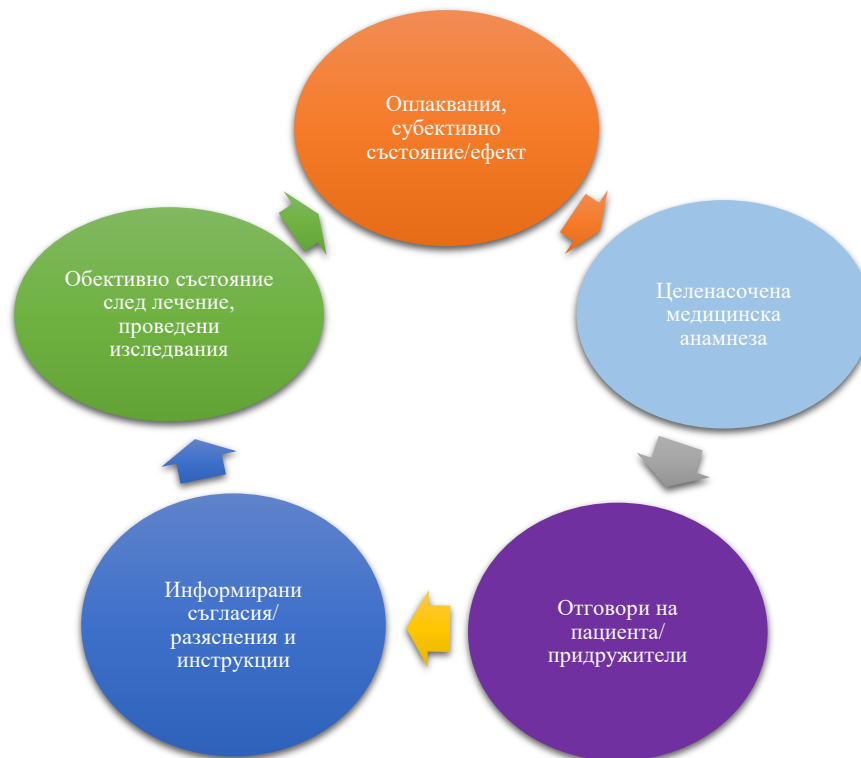 Оплаквания,
субективно
състояние/ефект
Целенасочена
медицинска
анамнеза
Отговори на
пациента/
придружители
Информирани
съгласия/
разяснения и
инструкции
Обективно състояние
след лечение,
проведени
изследвания